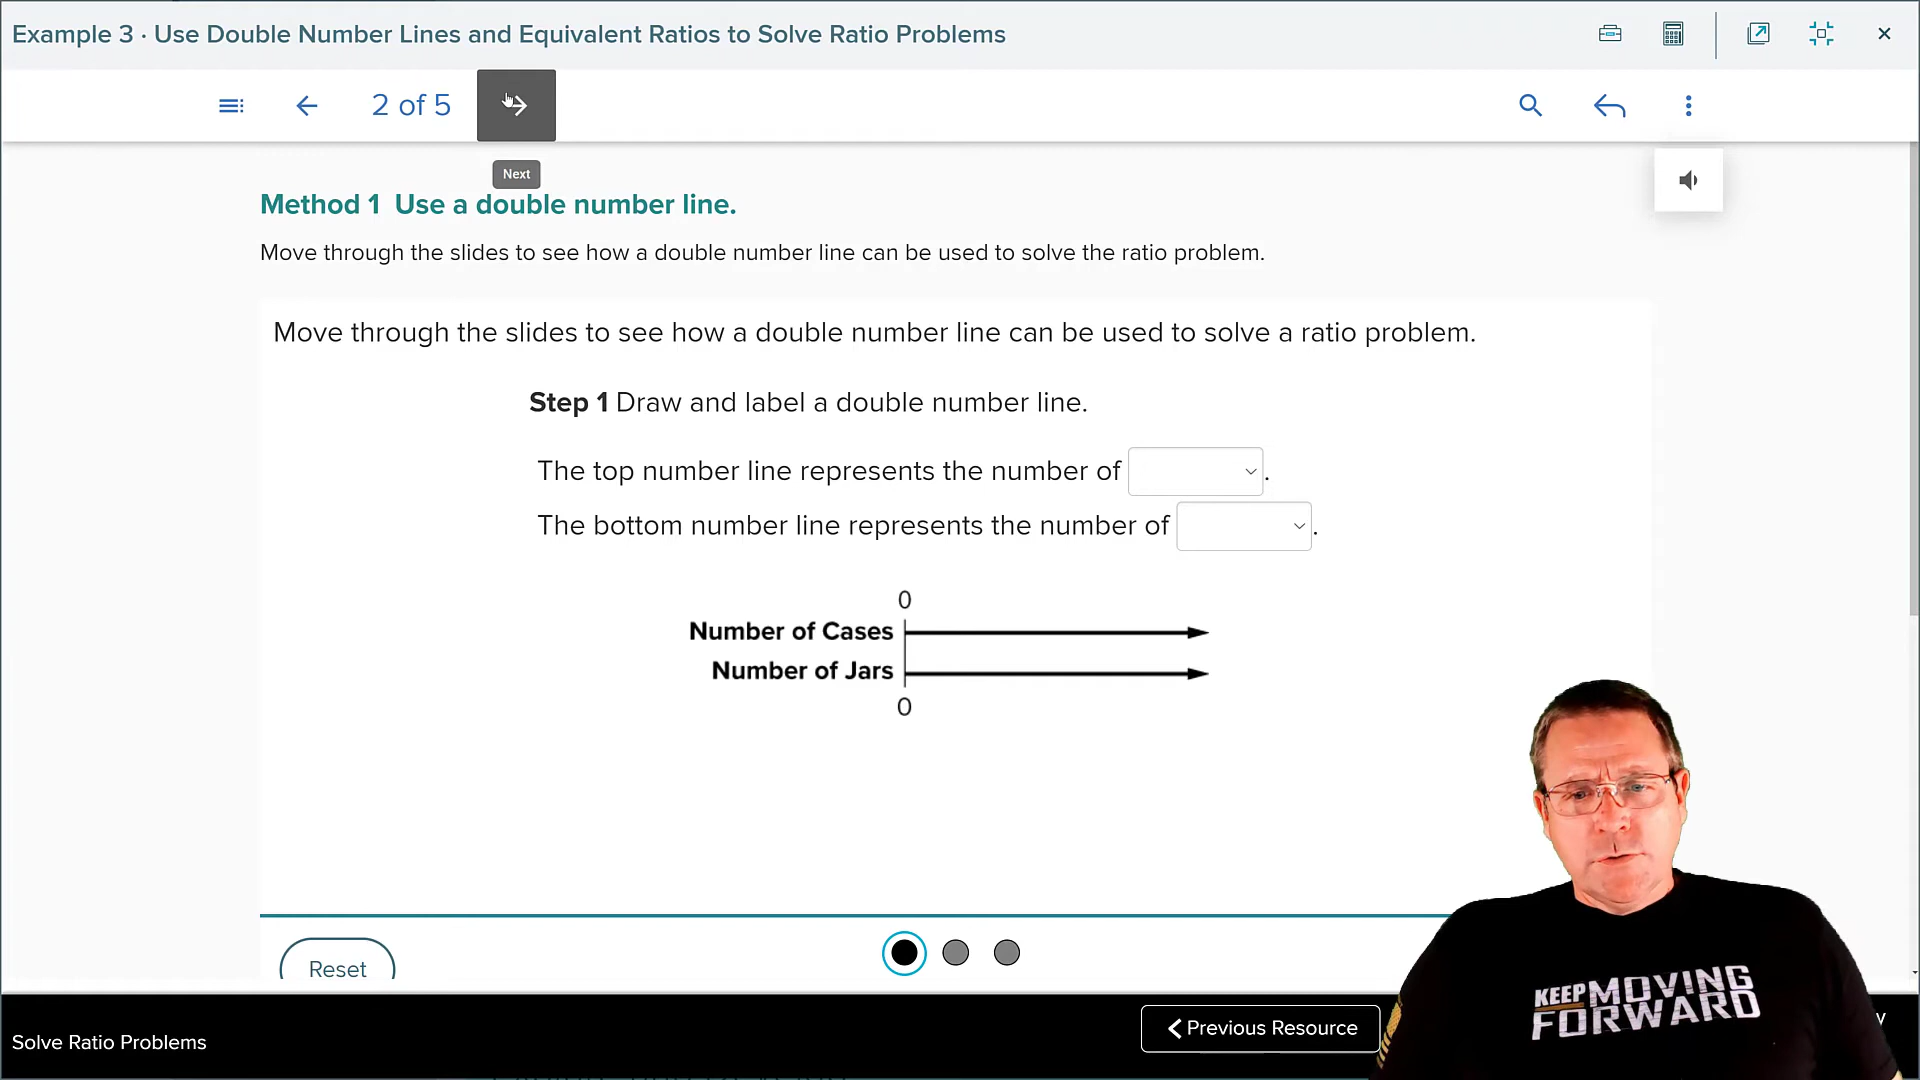 Example 3 · Use Double Number Lines and Equivalent Ratios to Solve Ratio Problems
2 of 5
Next
Method 1 Use a double number line.
Move through the slides to see how a double number line can be used to solve the ratio problem.
Move through the slides to see how a double number line can be used to solve a ratio problem.
Step 1 Draw and label a double number line.
The top number line represents the number of .
The bottom number line represents the number of .
0
Number of Cases
Number of Jars
0
Reset
KEEP MOVING
FORWARD
Previous Resource
Solve Ratio Problems